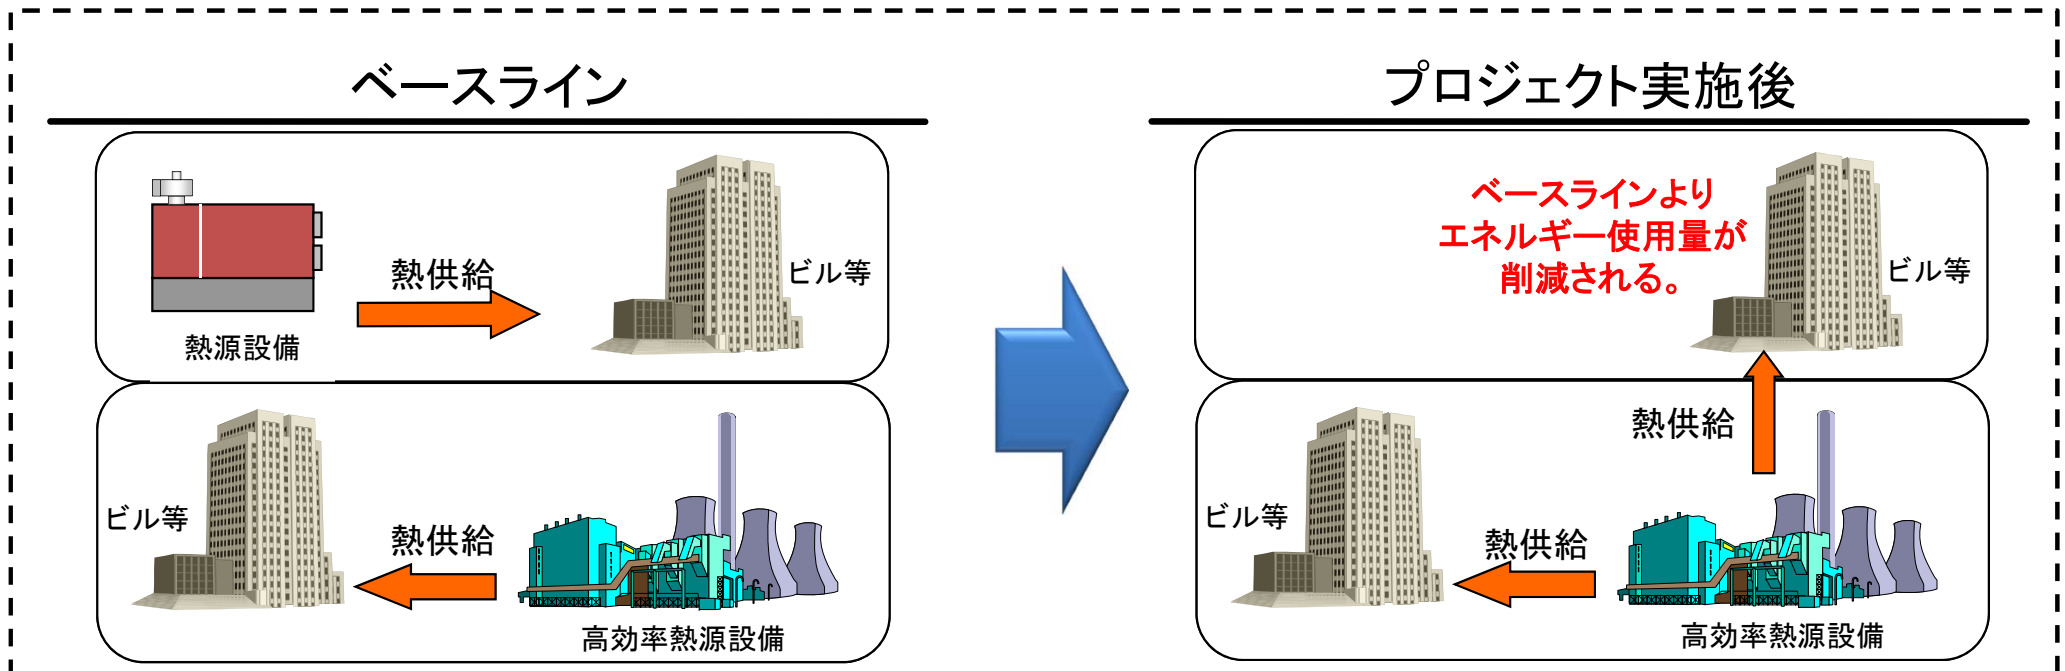 ベースライン
熱供給
ビル等
熱源設備
ビル等
熱供給
高効率熱源設備
プロジェクト実施後
ベースラインより
エネルギー使用量が
削減される。
ビル等
熱供給
ビル等
熱供給
高効率熱源設備